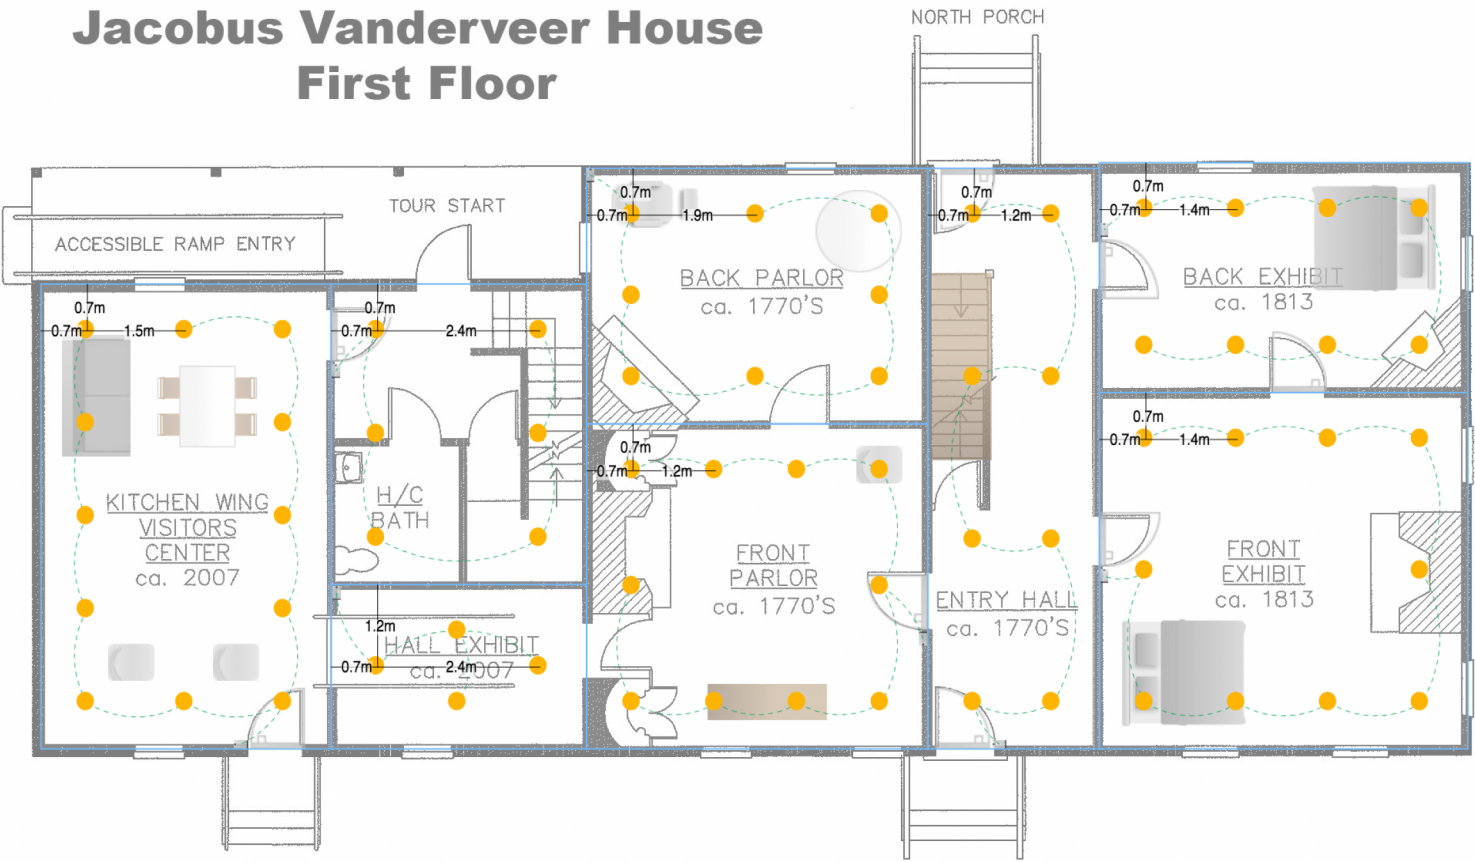 Jacobus Vanderveer House
First Floor
NORTH PORCH
TOUR START
ACCESSIBLE RAMP ENTRY
0.7m
0.7m 1.9m
0.7m
0.7m 1.2m
0.7m
0.7m 1.4m
BACK PARLOR
ca. 1770'S
BACK EXHIBIT
ca. 1813
0.7m
0.7m 1.5m
0.7m
0.7m 2.4m
0.7m
0.7m 1.2m
0.7m
0.7m 1.4m
KITCHEN WING
VISITORS
CENTER
ca. 2007
H/C
BATH
FRONT
PARLOR
ca. 1770'S
ENTRY HALL
ca. 1770'S
FRONT
EXHIBIT
ca. 1813
1.2m
0.7m 2.4m
HALL EXHIBIT
ca. 2007